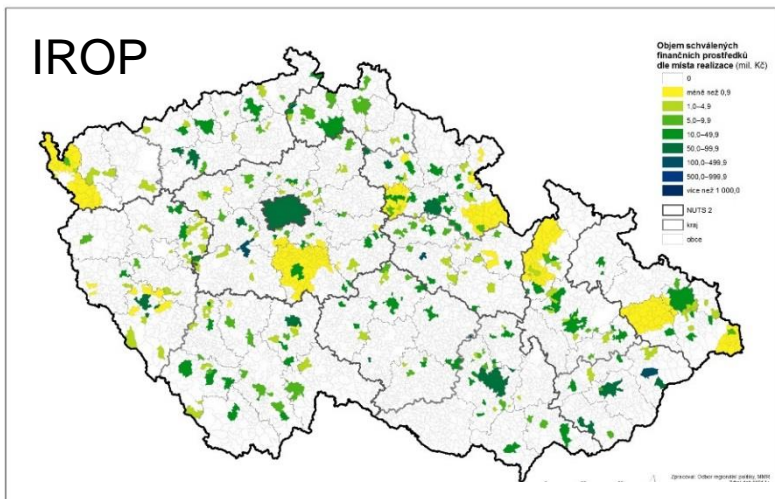 IROP
Objem schválených
finančních prostředků
dle místa realizace (mil. Kč)
0
méně než 0,9
1,0–4,9
5,0–9,9
10,0–49,9
50,0–99,9
100,0–499,9
500,0–999,9
více než 1 000,0
NUTS 2
kraj
obce
Zpracoval: Odbor regionální politiky, MMR